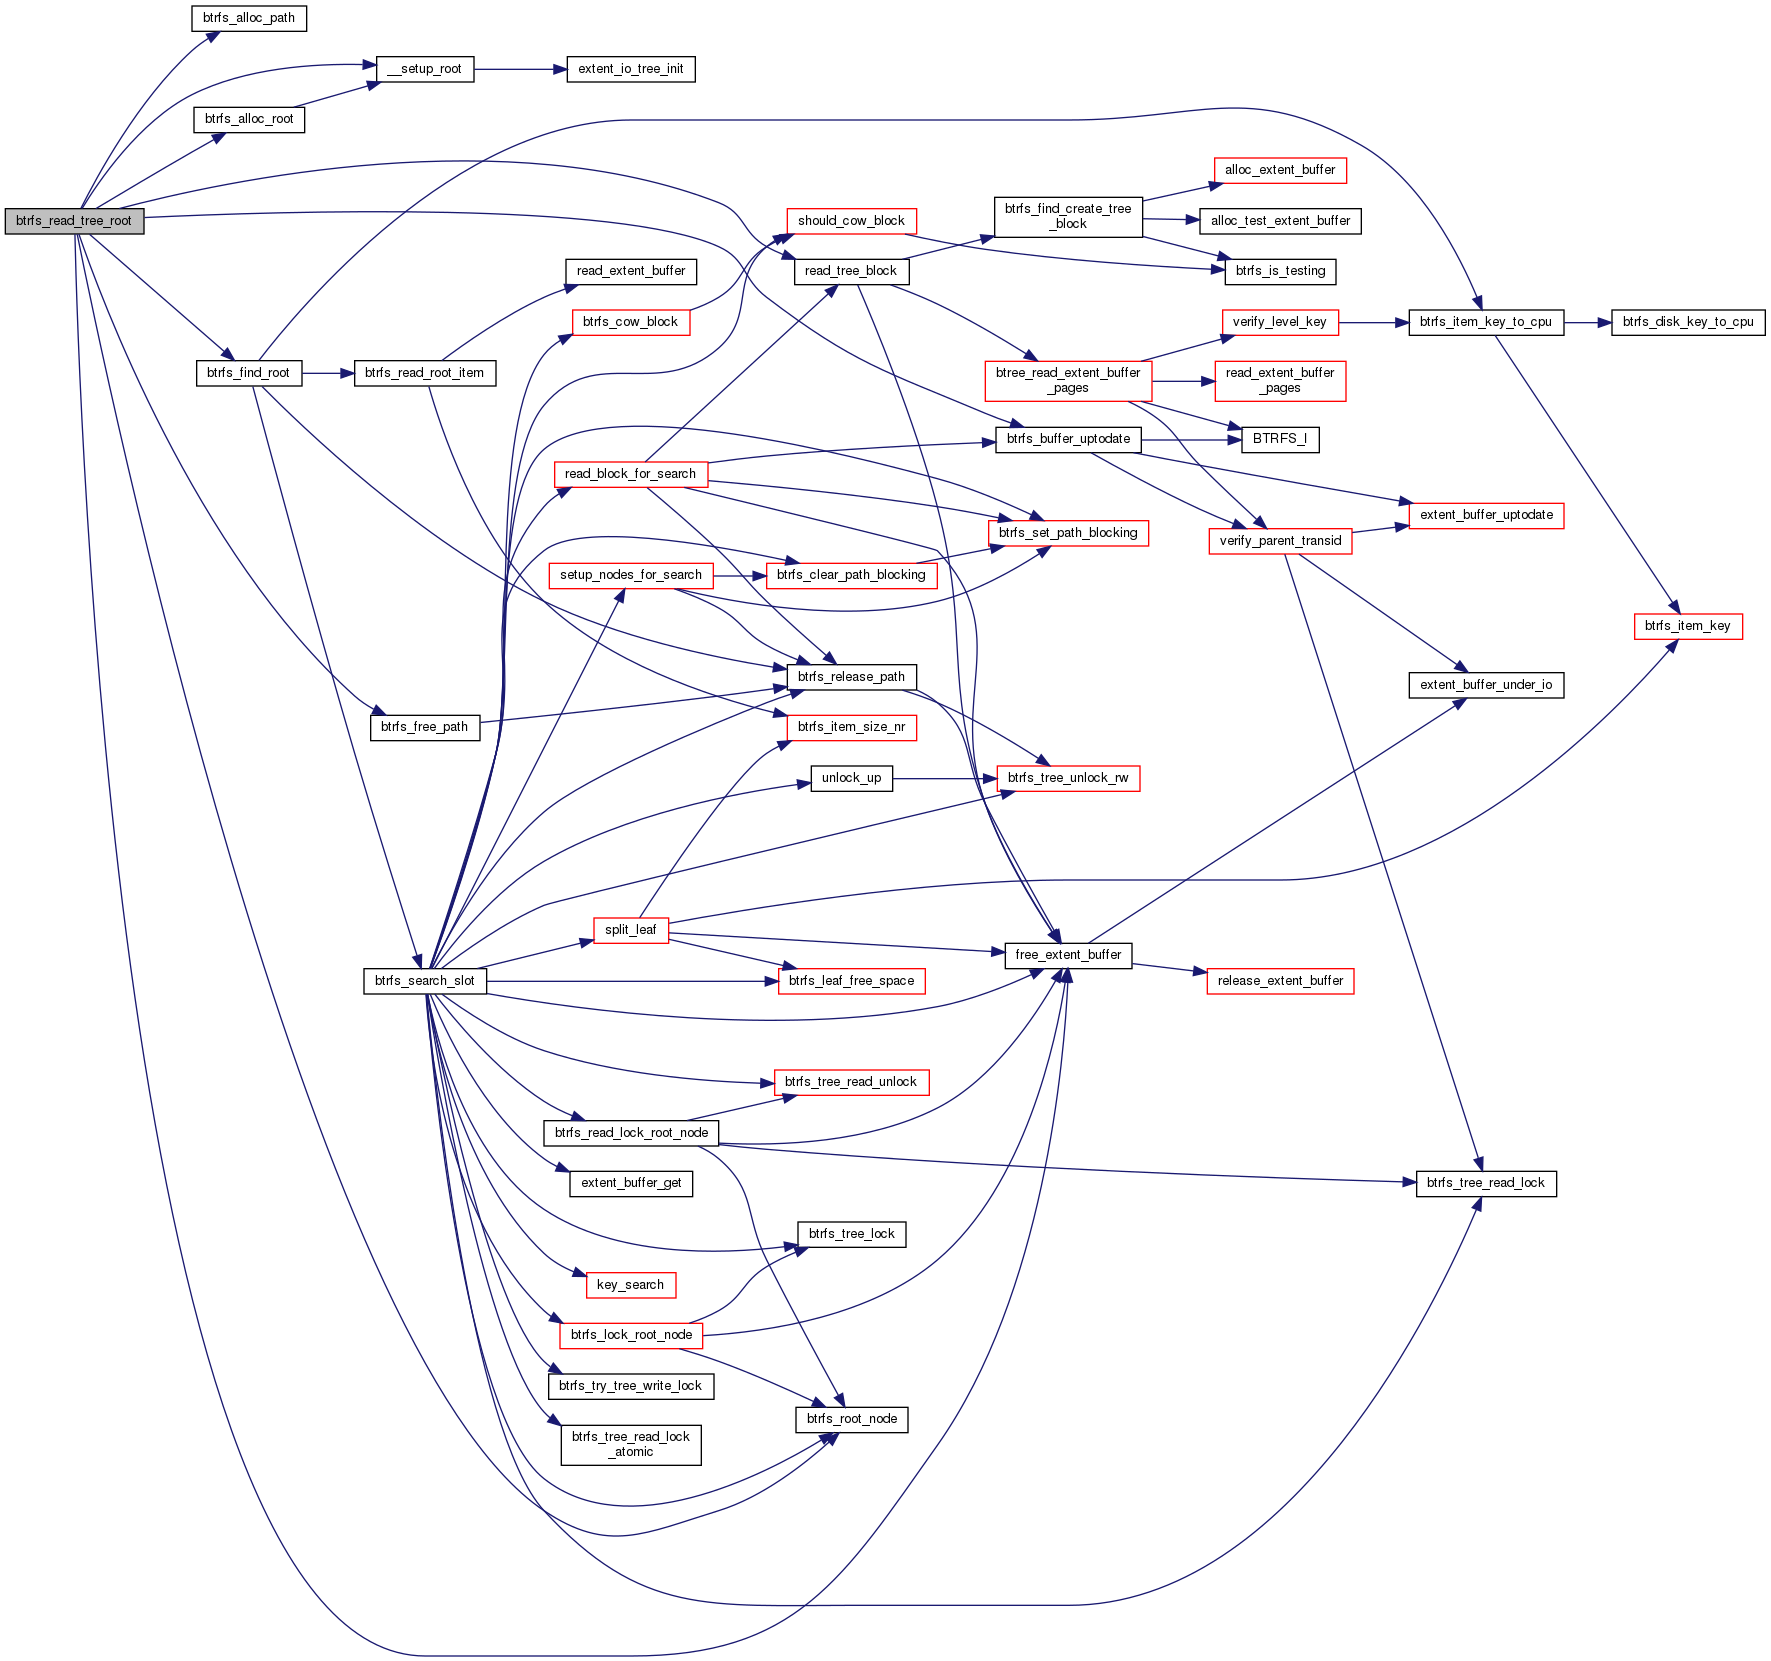 btrfs_alloc_path
__setup_root
extent_io_tree_init
btrfs_alloc_root
btrfs_read_tree_root
alloc_extent_buffer
btrfs_find_create_tree
_block
should_cow_block
alloc_test_extent_buffer
read_extent_buffer
read_tree_block
btrfs_is_testing
btrfs_cow_block
verify_level_key
btrfs_item_key_to_cpu
btrfs_disk_key_to_cpu
btrfs_find_root
btrfs_read_root_item
btree_read_extent_buffer
_pages
read_extent_buffer
_pages
btrfs_buffer_uptodate
BTRFS_I
read_block_for_search
extent_buffer_uptodate
btrfs_set_path_blocking
verify_parent_transid
setup_nodes_for_search
btrfs_clear_path_blocking
btrfs_item_key
btrfs_release_path
extent_buffer_under_io
btrfs_free_path
btrfs_item_size_nr
unlock_up
btrfs_tree_unlock_rw
split_leaf
free_extent_buffer
btrfs_search_slot
btrfs_leaf_free_space
release_extent_buffer
btrfs_tree_read_unlock
btrfs_read_lock_root_node
extent_buffer_get
btrfs_tree_read_lock
btrfs_tree_lock
key_search
btrfs_lock_root_node
btrfs_try_tree_write_lock
btrfs_root_node
btrfs_tree_read_lock
_atomic